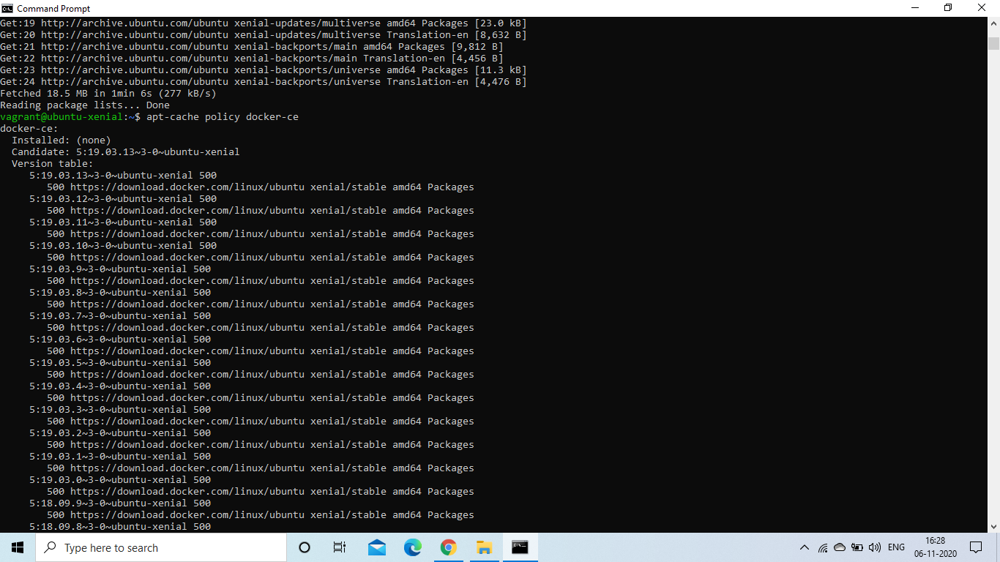 Command Prompt
Get:19 http://archive.ubuntu.com/ubuntu xenial-updates/multiverse amd64 Packages [23.0 kB]
Get:20 http://archive.ubuntu.com/ubuntu xenial-updates/multiverse Translation-en [8,632 B]
Get:21 http://archive.ubuntu.com/ubuntu xenial-backports/main amd64 Packages [9,812 B]
Get:22 http://archive.ubuntu.com/ubuntu xenial-backports/main Translation-en [4,456 B]
Get:23 http://archive.ubuntu.com/ubuntu xenial-backports/universe amd64 Packages [11.3 kB]
Get:24 http://archive.ubuntu.com/ubuntu xenial-backports/universe Translation-en [4,476 B]
Fetched 18.5 MB in 1min 6s (277 kB/s)
Reading package lists... Done
vagrant@ubuntu-xenial:~$ apt-cache policy docker-ce
docker-ce:
  Installed: (none)
  Candidate: 5:19.03.13~3-0~ubuntu-xenial
  Version table:
     5:19.03.13~3-0~ubuntu-xenial 500
        500 https://download.docker.com/linux/ubuntu xenial/stable amd64 Packages
     5:19.03.12~3-0~ubuntu-xenial 500
        500 https://download.docker.com/linux/ubuntu xenial/stable amd64 Packages
     5:19.03.11~3-0~ubuntu-xenial 500
        500 https://download.docker.com/linux/ubuntu xenial/stable amd64 Packages
     5:19.03.10~3-0~ubuntu-xenial 500
        500 https://download.docker.com/linux/ubuntu xenial/stable amd64 Packages
     5:19.03.9~3-0~ubuntu-xenial 500
        500 https://download.docker.com/linux/ubuntu xenial/stable amd64 Packages
     5:19.03.8~3-0~ubuntu-xenial 500
        500 https://download.docker.com/linux/ubuntu xenial/stable amd64 Packages
     5:19.03.7~3-0~ubuntu-xenial 500
        500 https://download.docker.com/linux/ubuntu xenial/stable amd64 Packages
     5:19.03.6~3-0~ubuntu-xenial 500
        500 https://download.docker.com/linux/ubuntu xenial/stable amd64 Packages
     5:19.03.5~3-0~ubuntu-xenial 500
        500 https://download.docker.com/linux/ubuntu xenial/stable amd64 Packages
     5:19.03.4~3-0~ubuntu-xenial 500
        500 https://download.docker.com/linux/ubuntu xenial/stable amd64 Packages
     5:19.03.3~3-0~ubuntu-xenial 500
        500 https://download.docker.com/linux/ubuntu xenial/stable amd64 Packages
     5:19.03.2~3-0~ubuntu-xenial 500
        500 https://download.docker.com/linux/ubuntu xenial/stable amd64 Packages
     5:19.03.1~3-0~ubuntu-xenial 500
        500 https://download.docker.com/linux/ubuntu xenial/stable amd64 Packages
     5:19.03.0~3-0~ubuntu-xenial 500
        500 https://download.docker.com/linux/ubuntu xenial/stable amd64 Packages
     5:18.09.9~3-0~ubuntu-xenial 500
        500 https://download.docker.com/linux/ubuntu xenial/stable amd64 Packages
     5:18.09.8~3-0~ubuntu-xenial 500
Type here to search
ENG
16:28
06-11-2020